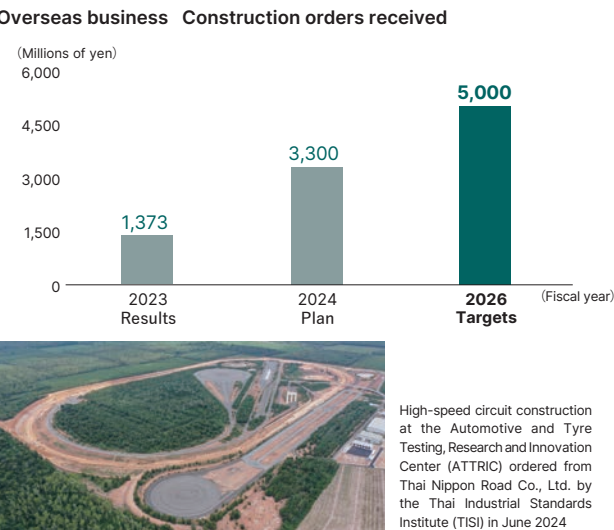 Overseas business Construction orders received
(Millions of yen)
6,000
4,500
3,000
1,500
0
1,373
3,300
5,000
2023
Results
2024
Plan
2026
Targets
(Fiscal year)
High-speed circuit construction
at the Automotive and Tyre
Testing, Research and Innovation
Center (ATTRIC) ordered from
Thai Nippon Road Co., Ltd. by
the Thai Industrial Standards
Institute (TISI) in June 2024